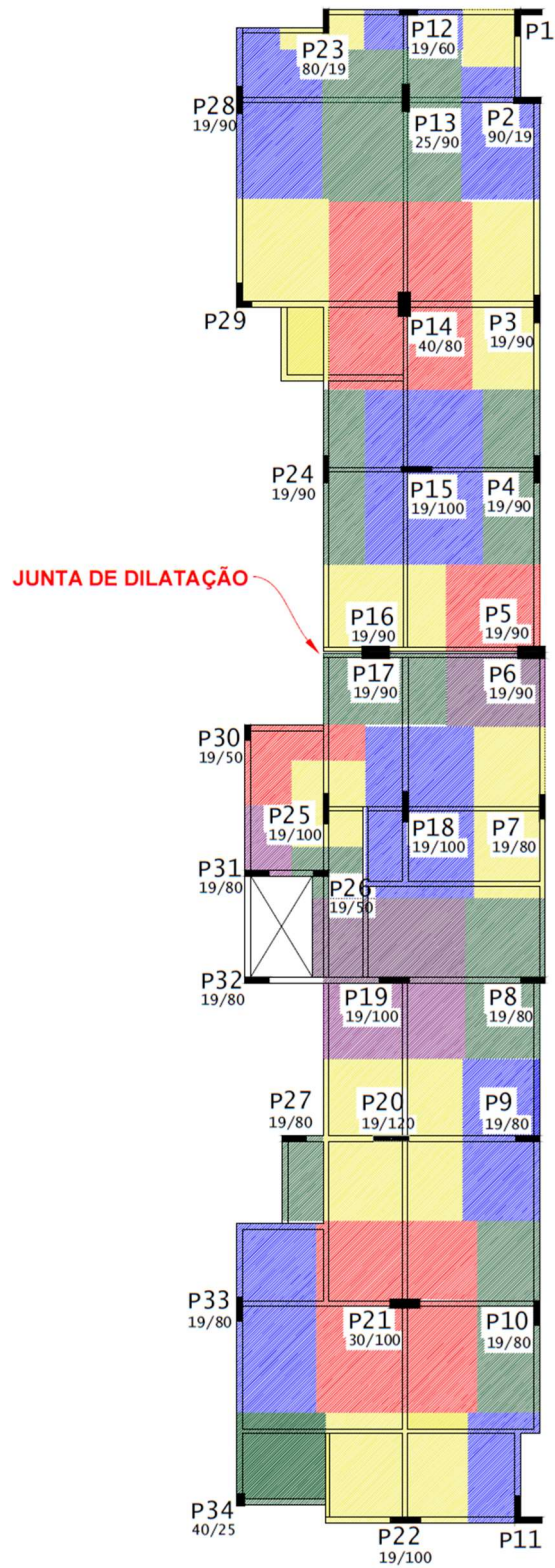 P12
19/60
P1
P23
80/19
P28
19/90
P13
25/90
P2
90/19
P29
P14
40/80
P3
19/90
P24
19/90
P15
19/100
P4
19/90
JUNTA DE DILATAÇÃO
P16
19/90
P5
19/90
P17
19/90
P6
19/90
P30
19/50
P25
19/100
P18
19/100
P7
19/80
P31
19/80
P26
19/50
P32
19/80
P19
19/100
P8
19/80
P27
19/80
P20
19/120
P9
19/80
P33
19/80
P21
30/100
P10
19/80
P34
40/25
P22
19/100
P11